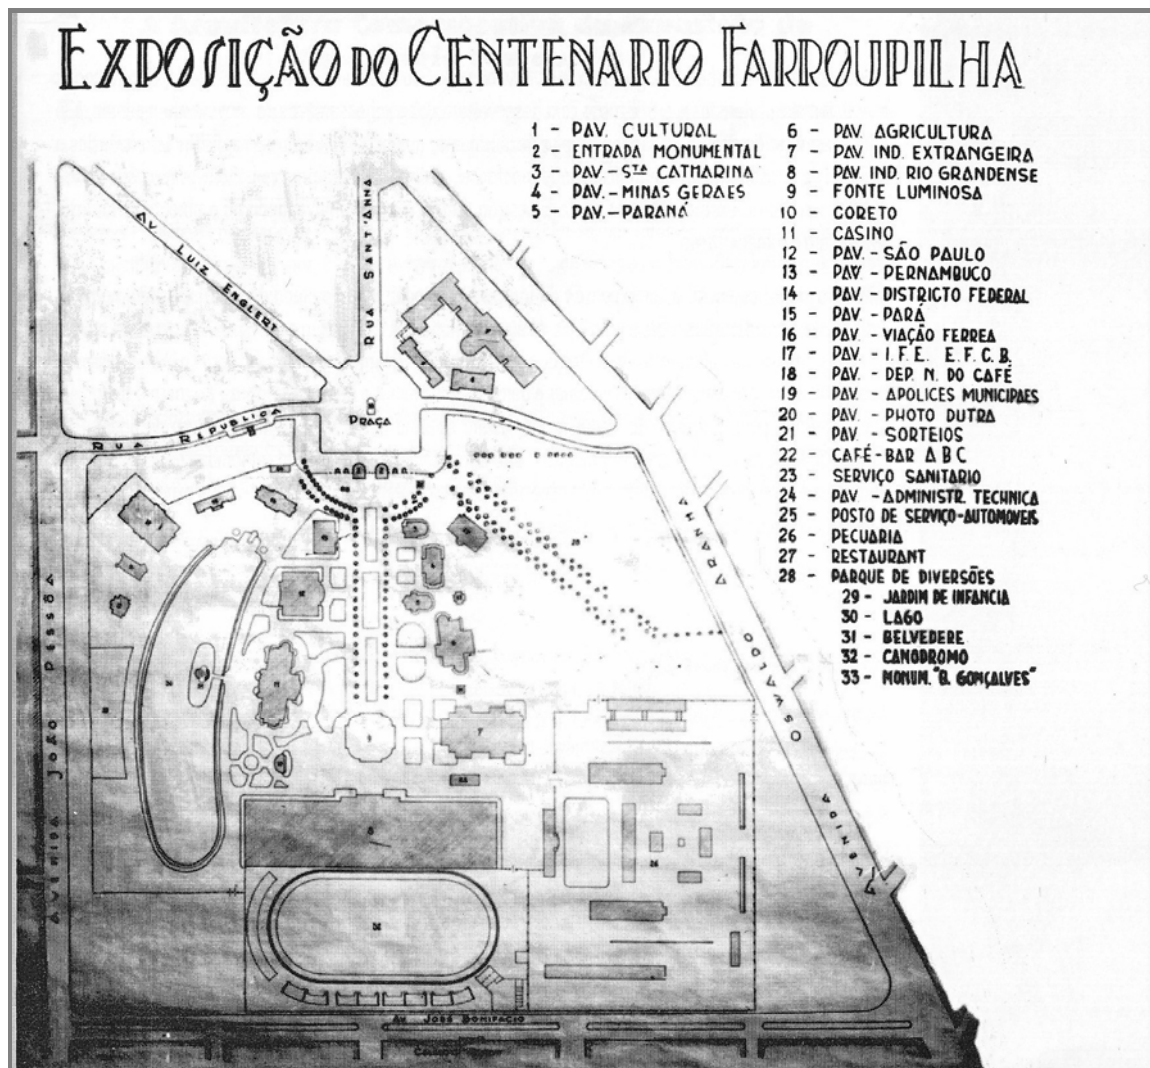 EXPOSIÇÃO DO CENTENARIO FARROUPILHA
1 - PAV. CULTURAL
2 - ENTRADA MONUMENTAL
3 - PAV.-STA CATHARINA
4 - PAV.-MINAS GERAES
5 - PAV.-PARANÁ
6 - PAV. AGRICULTURA
7 - PAV. IND. EXTRANGEIRA
8 - PAV. IND. RIO GRANDENSE
9 - FONTE LUMINOSA
10 - CORETO
11 - CASINO
12 - PAV. - SÃO PAULO
13 - PAV - PERNAMBUCO
14 - PAV. - DISTRICTO FEDERAL
15 - PAV. - PARÁ
16 - PAV. - VIAÇÃO FERREA
17 - PAV. - I.F.E. E.F.C.B.
18 - PAV. - DEP. N. DO CAFÉ
19 - PAV. - APOLICES MUNICIPAES
20 - PAV. - PHOTO DUTRA
21 - PAV. - SORTEIOS
22 - CAFÉ-BAR ABC
23 - SERVIÇO SANITARIO
24 - PAV - ADMINISTR. TECHNICA
25 - POSTO DE SERVIÇO-AUTOMOVEIS
26 - PECUARIA
27 - RESTAURANT
28 - PARQUE DE DIVERSÕES
29 - JARDIM DE INFANCIA
30 - LAGO
31 - BELVEDERE
32 - CANODROMO
33 - MONUM. "B. GONÇALVES"
AV LUIZ ENGLERT
RUA SANT'ANNA
PRAÇA
RUA REPUBLICA
AVENIDA OSWALDO ARANHA
AVENIDA JOÃO PESSÔA
9
7
8
AV JOSÉ BONIFACIO